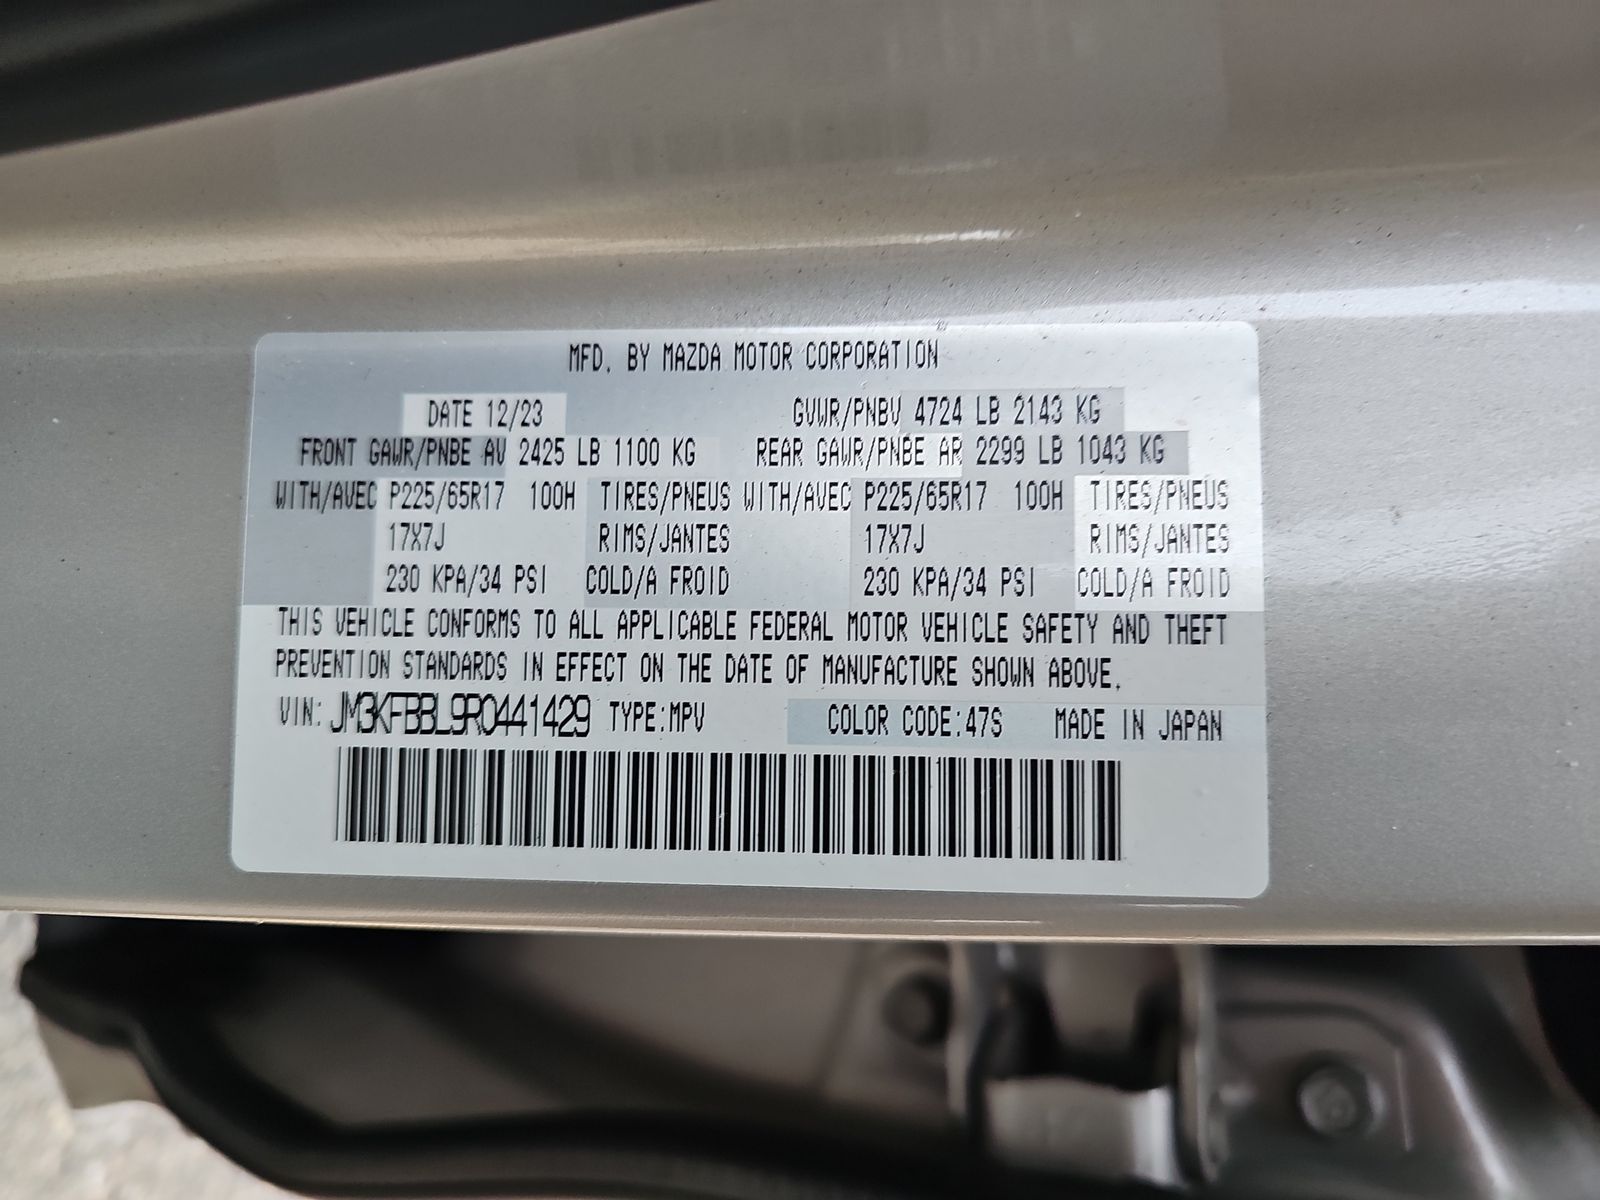 MFD. BY MAZDA MOTOR CORPORATION
DATE 12/23 GVWR/PNBV 4724 LB 2143 KG
FRONT GAWR/PNBE AV 2425 LB 1100 KG REAR GAWR/PNBE AR 2299 LB 1043 KG
WITH/AVEC P225/65R17 100H TIRES/PNEUS WITH/AVEC P225/65R17 100H TIRES/PNEUS
17X7J RIMS/JANTES 17X7J RIMS/JANTES
230 KPA/34 PSI COLD/A FROID 230 KPA/34 PSI COLD/A FROID
THIS VEHICLE CONFORMS TO ALL APPLICABLE FEDERAL MOTOR VEHICLE SAFETY AND THEFT
PREVENTION STANDARDS IN EFFECT ON THE DATE OF MANUFACTURE SHOWN ABOVE.
VIN: JM3KFBBL9R0441429 TYPE:MPV COLOR CODE:47S MADE IN JAPAN